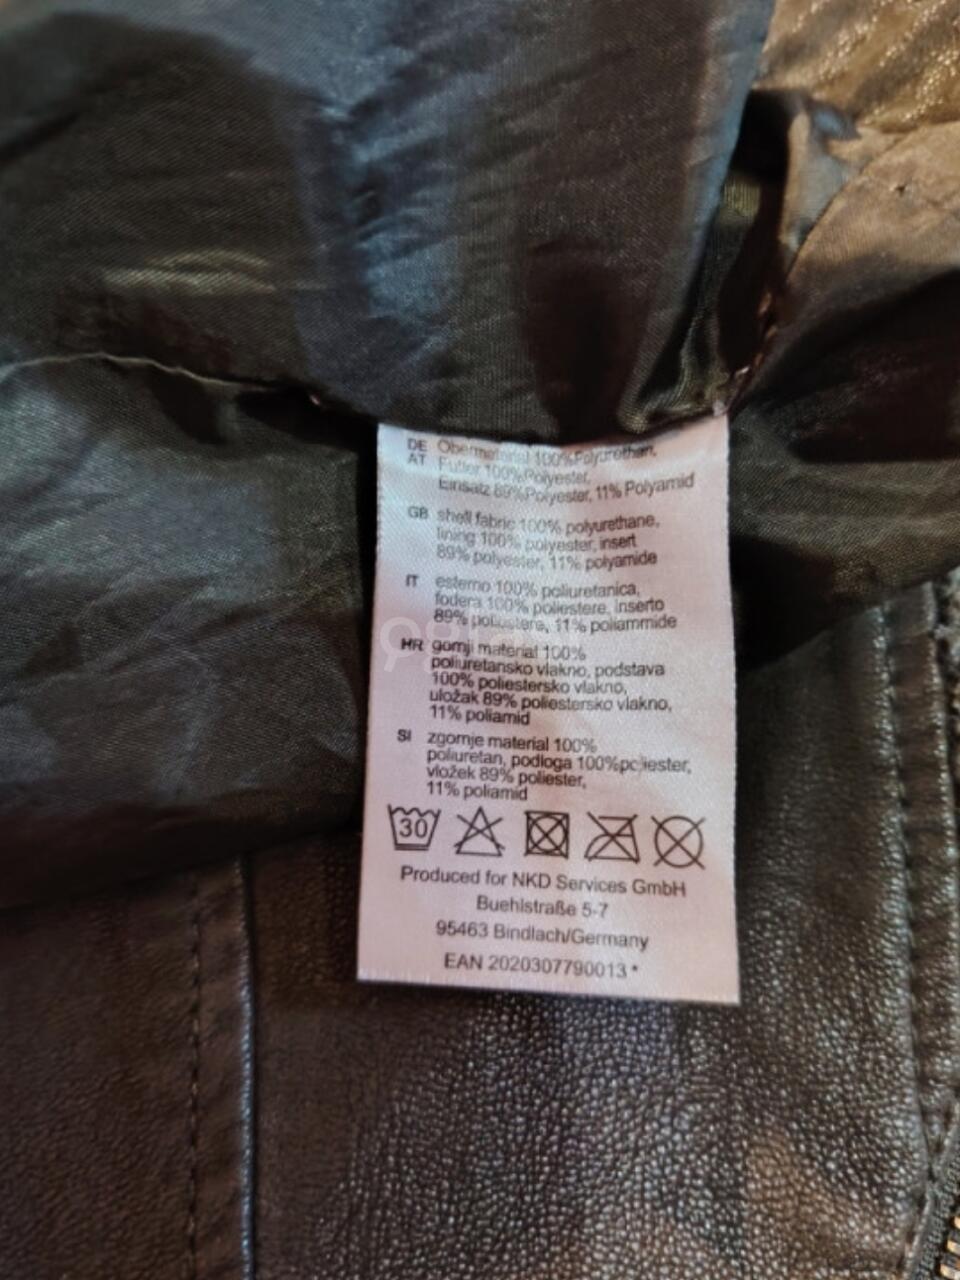 DE Obermaterial 100%Polyurethan,
AT Futter 100%Polyester,
Einsatz 89%Polyester, 11% Polyamid
GB shell fabric 100% polyurethane,
lining 100% polyester, insert
89% polyester, 11% polyamide
IT esterno 100% poliuretanica,
fodera 100% poliestere, inserto
89% poliestere, 11% poliammide
HR gornji material 100%
poliuretansko vlakno, podstava
100% poliestersko vlakno,
uložak 89% poliestersko vlakno,
11% poliamid
SI zgornje material 100%
poliuretan, podloga 100%poliester,
vložek 89% poliester,
11% poliamid
30
Produced for NKD Services GmbH
Buehlstraße 5-7
95463 Bindlach/Germany
EAN 2020307790013 *